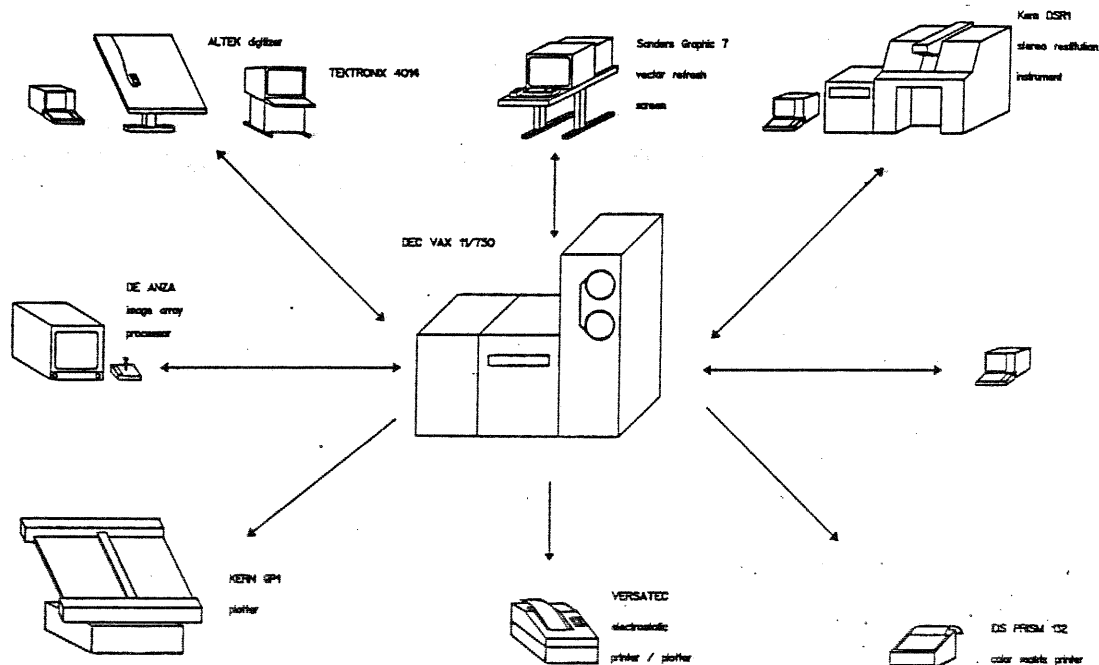 ALTEK digitizer
TEKTRONIX 4014
Sanders Graphic 7
vector refresh
screen
Kern DSR1
stereo restitution
instrument
DEC VAX 11/730
DE ANZA
image array
processor
KERN GP1
plotter
VERSATEC
electrostatic
printer / plotter
IDS PRISM 132
color matrix printer